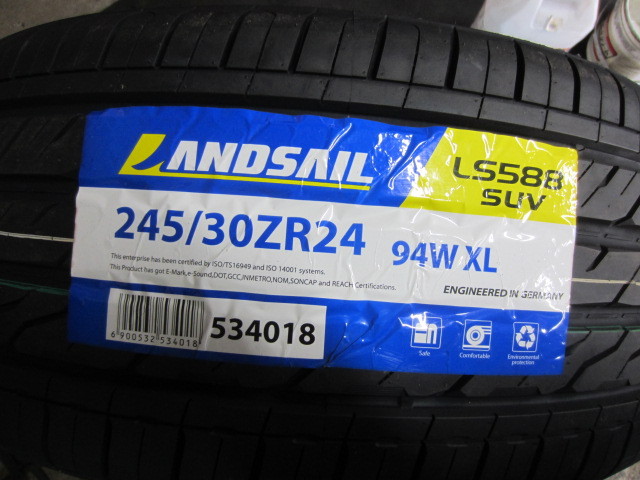 LANDSAIL
LS588
SUV
245/30ZR24 94W XL
This enterprise has been certified by ISO/TS16949 and ISO 14001 systems.
This Product has got E-Mark,e-Sound,DOT,GCC,INMETRO,NOM,SONCAP and REACH Certifications.
ENGINEERED IN GERMANY
534018
6 900532 534018
Safe
Comfortable
Environmental
protection